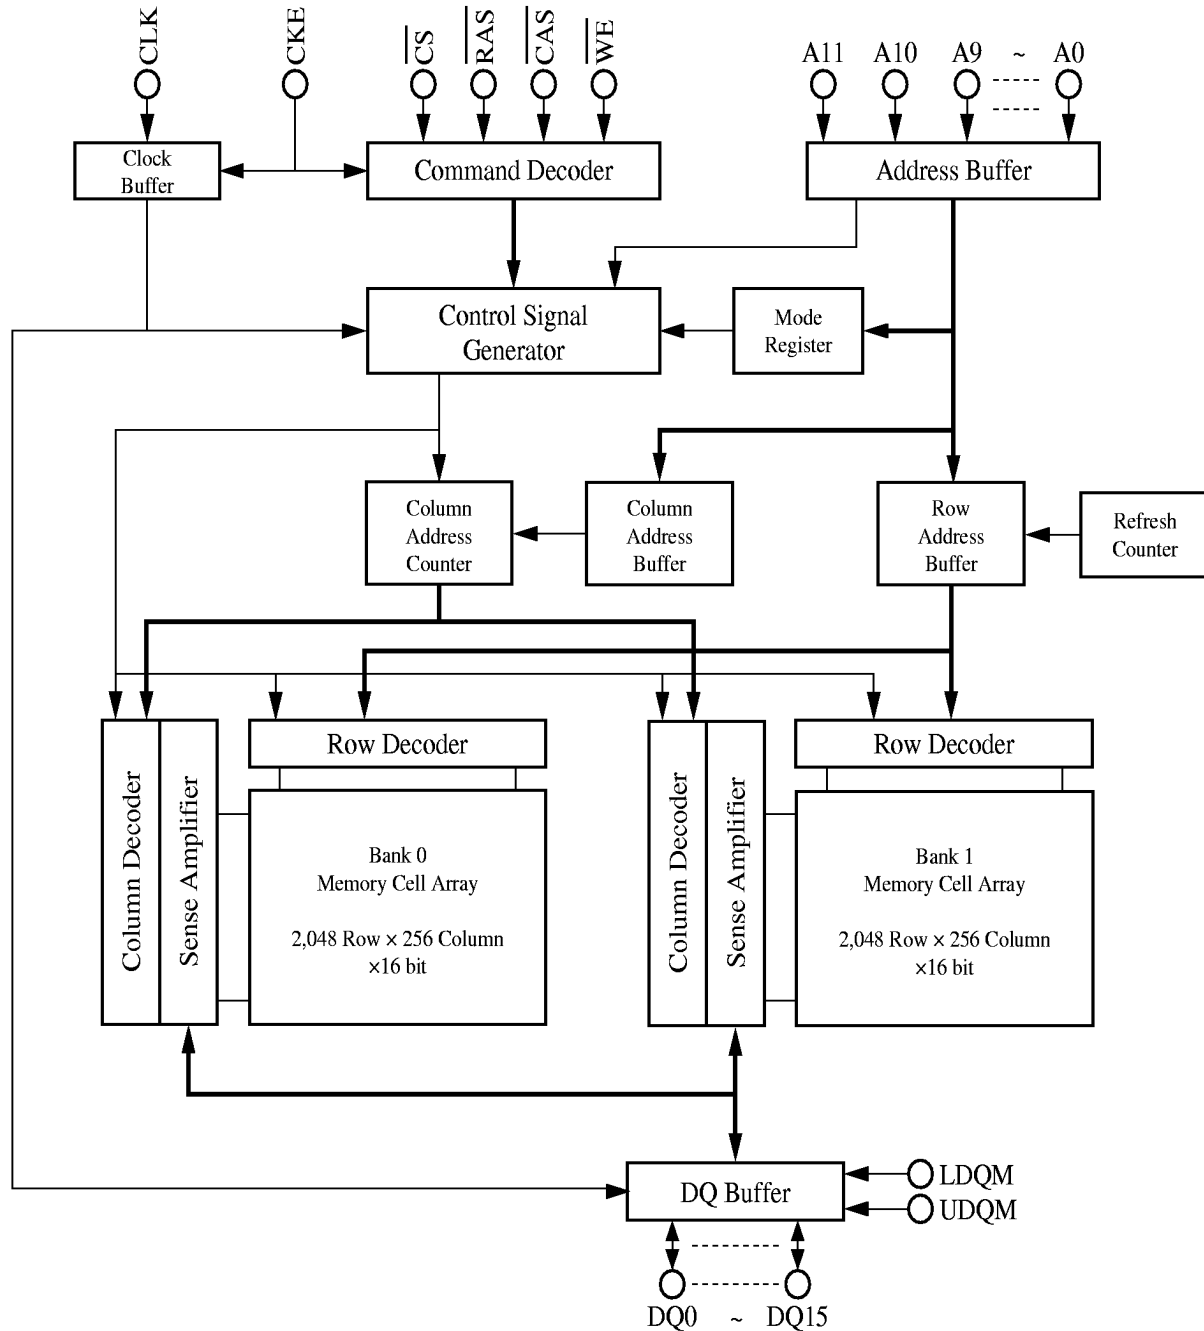 CLK
CKE
CS
RAS
CAS
WE
A11
A10
A9
~
A0
Clock
Buffer
Command Decoder
Address Buffer
Control Signal
Generator
Mode
Register
Column
Address
Counter
Column
Address
Buffer
Row
Address
Buffer
Refresh
Counter
Column Decoder
Sense Amplifier
Row Decoder
Bank 0
Memory Cell Array
2,048 Row × 256 Column
×16 bit
Column Decoder
Sense Amplifier
Row Decoder
Bank 1
Memory Cell Array
2,048 Row × 256 Column
×16 bit
DQ Buffer
LDQM
UDQM
DQ0 ~ DQ15